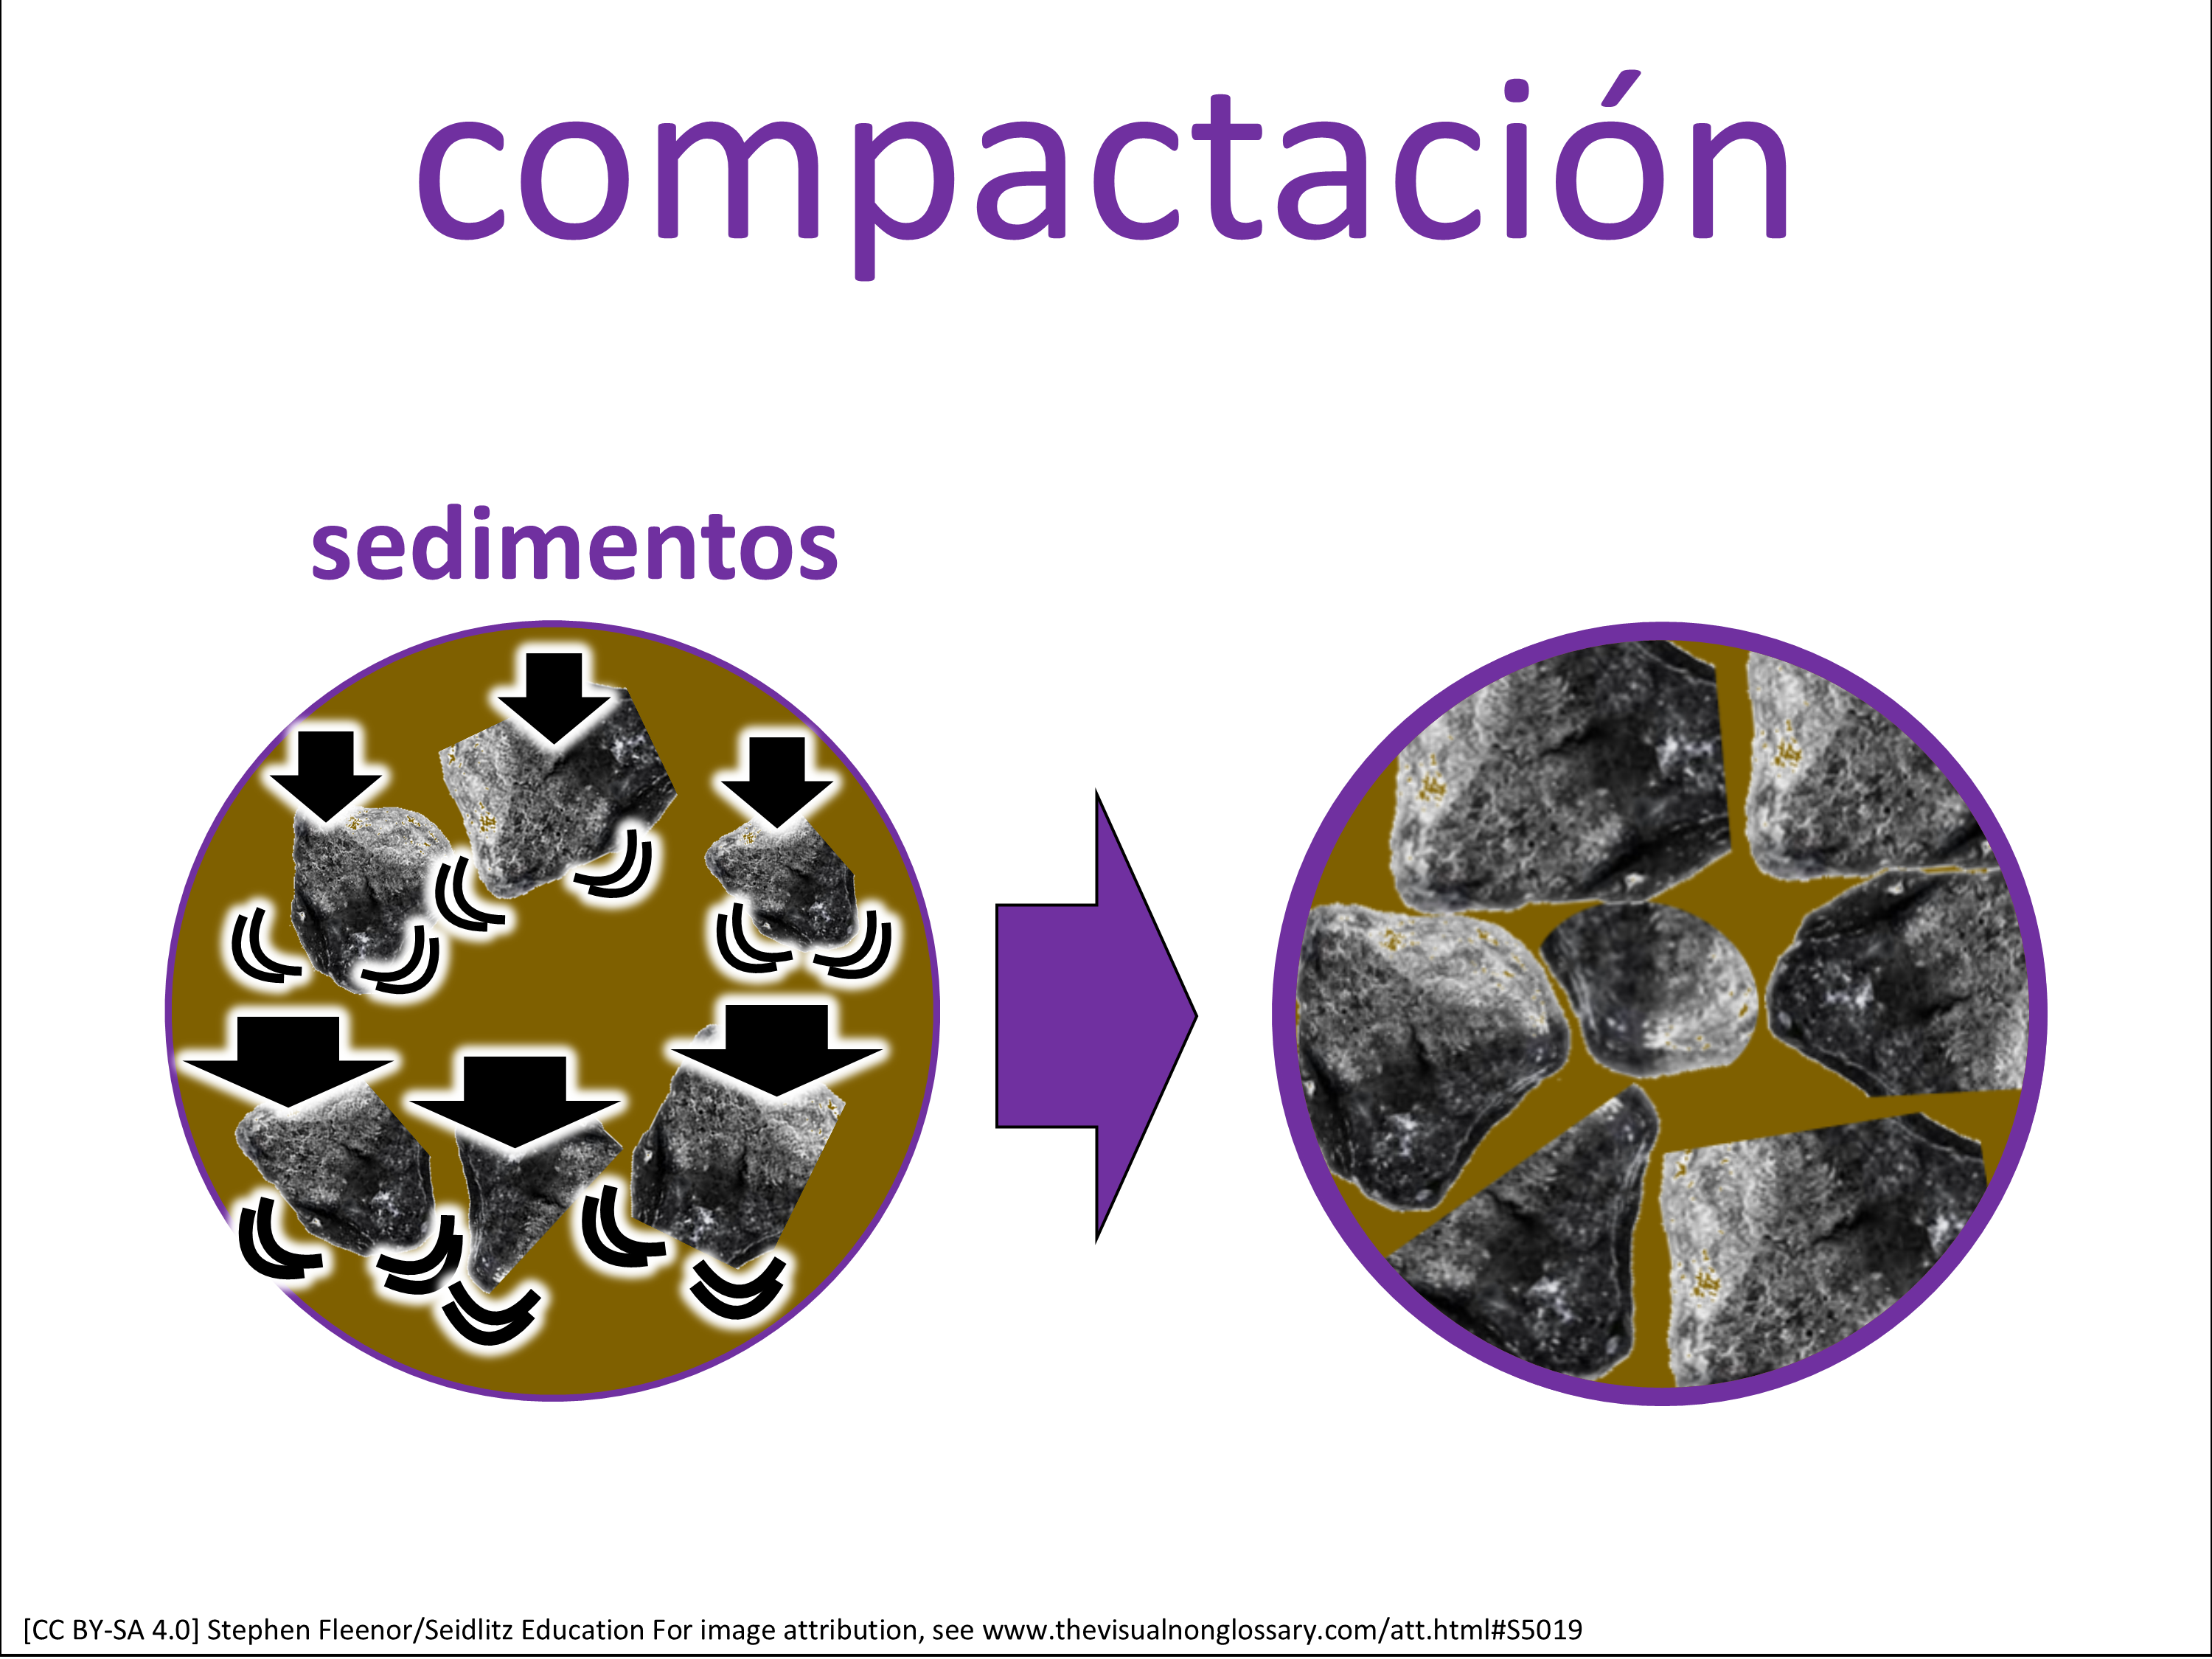 compactación
sedimentos
[CC BY-SA 4.0] Stephen Fleenor/Seidlitz Education For image attribution, see www.thevisualnonglossary.com/att.html#S5019